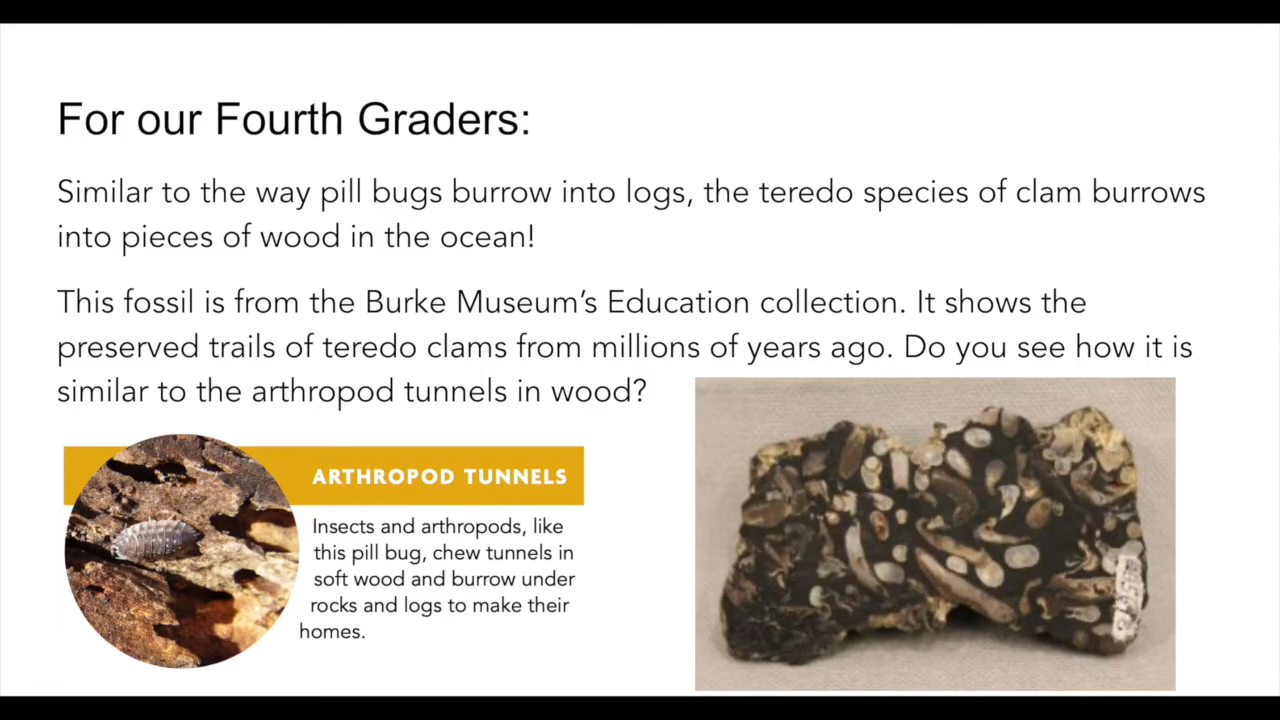 For our Fourth Graders:
Similar to the way pill bugs burrow into logs, the teredo species of clam burrows
into pieces of wood in the ocean!
This fossil is from the Burke Museum’s Education collection. It shows the
preserved trails of teredo clams from millions of years ago. Do you see how it is
similar to the arthropod tunnels in wood?
ARTHROPOD TUNNELS
Insects and arthropods, like
this pill bug, chew tunnels in
soft wood and burrow under
rocks and logs to make their
homes.